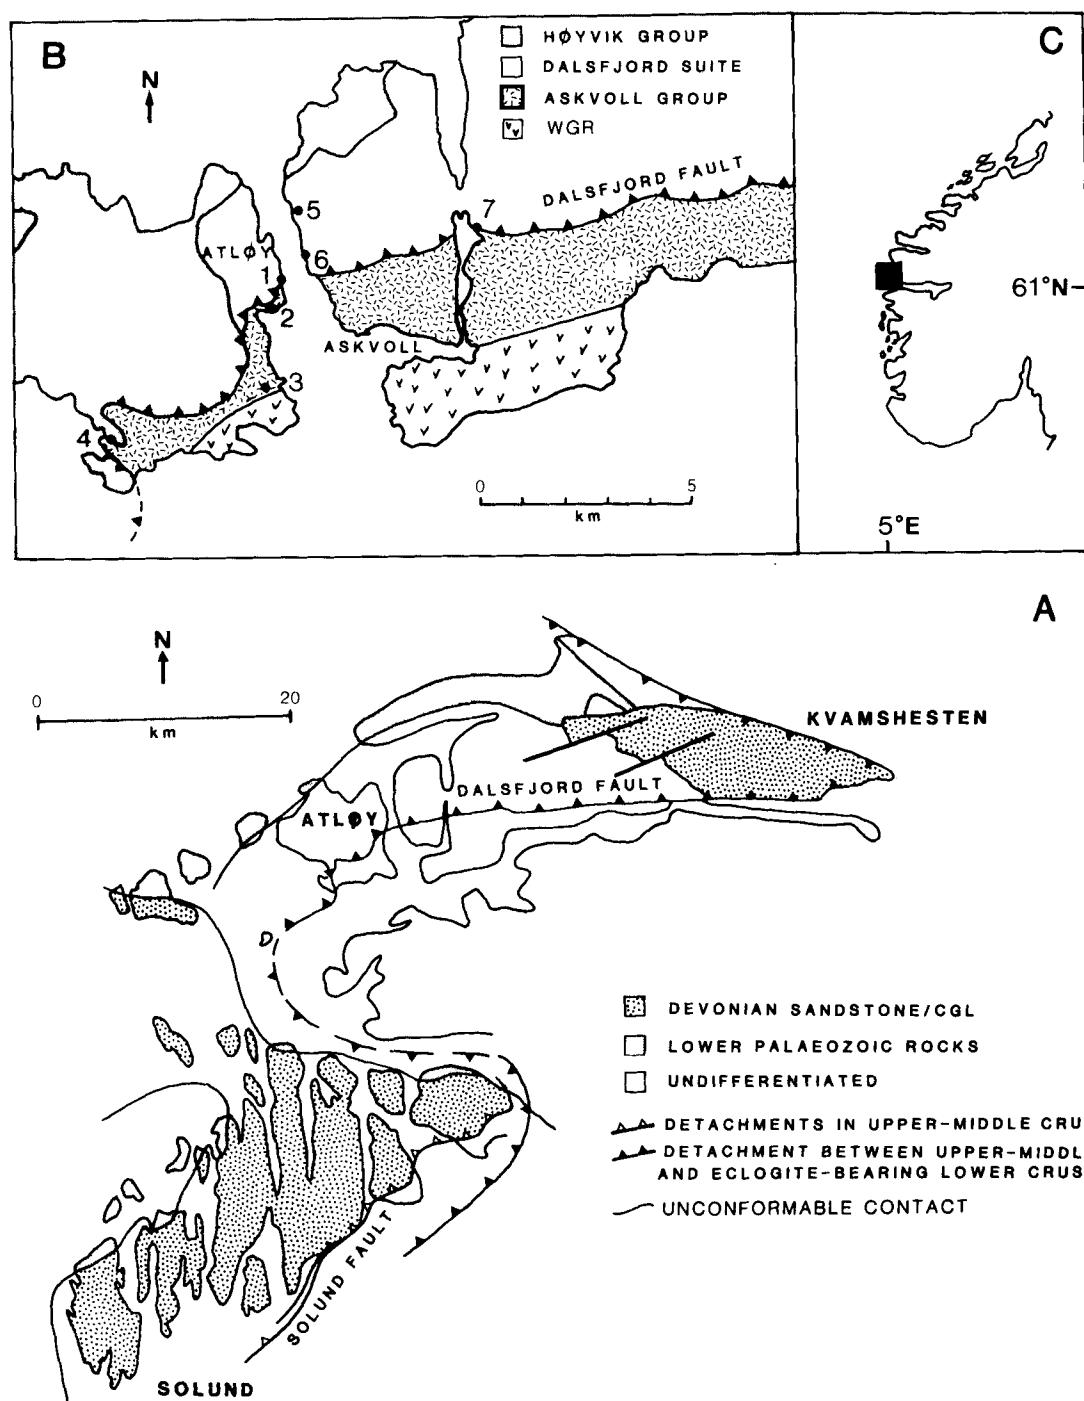 B
N
HØYVIK GROUP
DALSFJORD SUITE
ASKVOLL GROUP
WGR
DALSFJORD FAULT
ATLØY
1
2
3
4
5
6
7
ASKVOLL
0 5
km
C
61°N
5°E
A
N
0 20
km
KVAMSHESTEN
DALSFJORD FAULT
ATLØY
DEVONIAN SANDSTONE/CGL
LOWER PALAEOZOIC ROCKS
UNDIFFERENTIATED
DETACHMENTS IN UPPER-MIDDLE CRU
DETACHMENT BETWEEN UPPER-MIDDL
AND ECLOGITE-BEARING LOWER CRUS
UNCONFORMABLE CONTACT
SOLUND FAULT
SOLUND